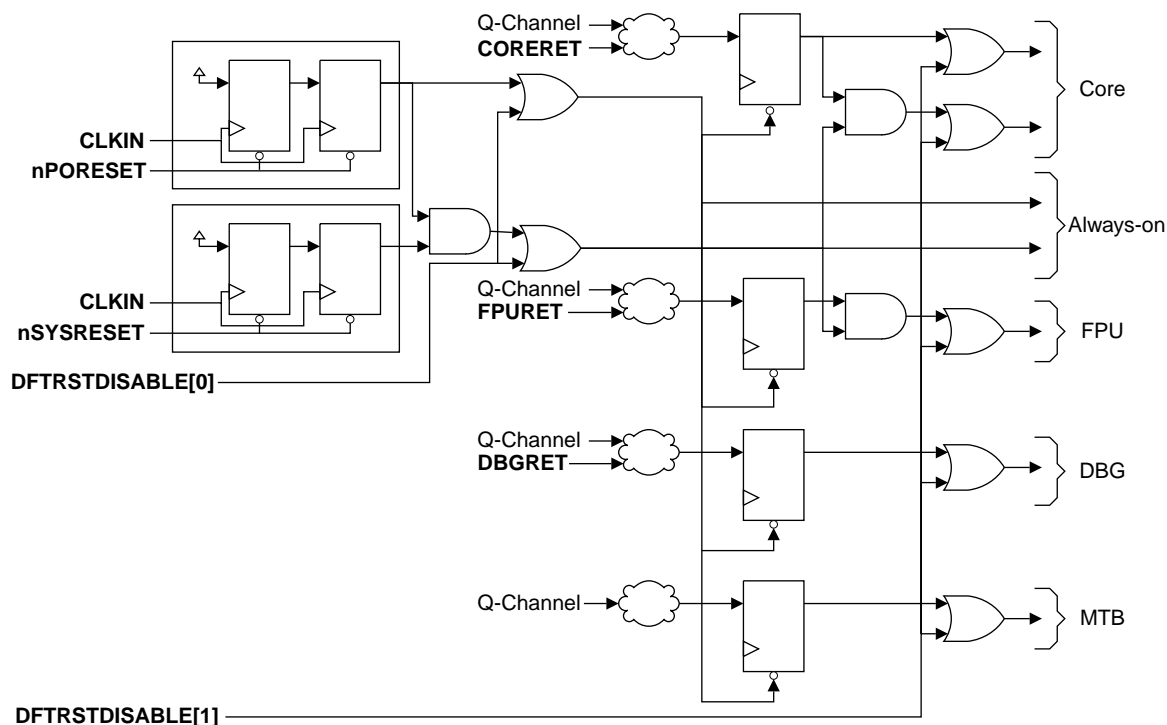 Q-Channel
CORERET
Core
CLKIN
nPORESET
Always-on
Q-Channel
FPURET
FPU
CLKIN
nSYSRESET
DFTRSTDISABLE[0]
Q-Channel
DBGRET
DBG
Q-Channel
MTB
DFTRSTDISABLE[1]